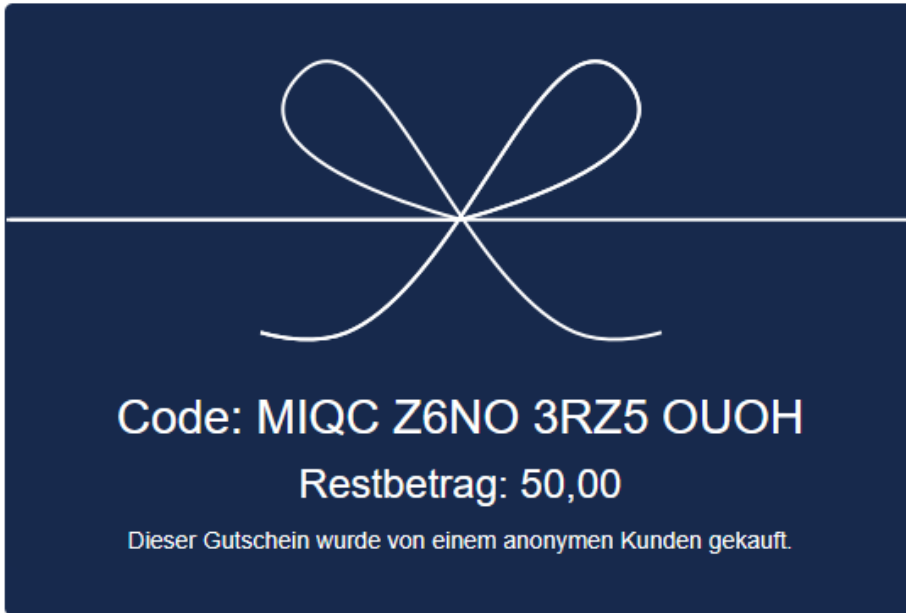 Code: MIQC Z6NO 3RZ5 OUOH
Restbetrag: 50,00
Dieser Gutschein wurde von einem anonymen Kunden gekauft.